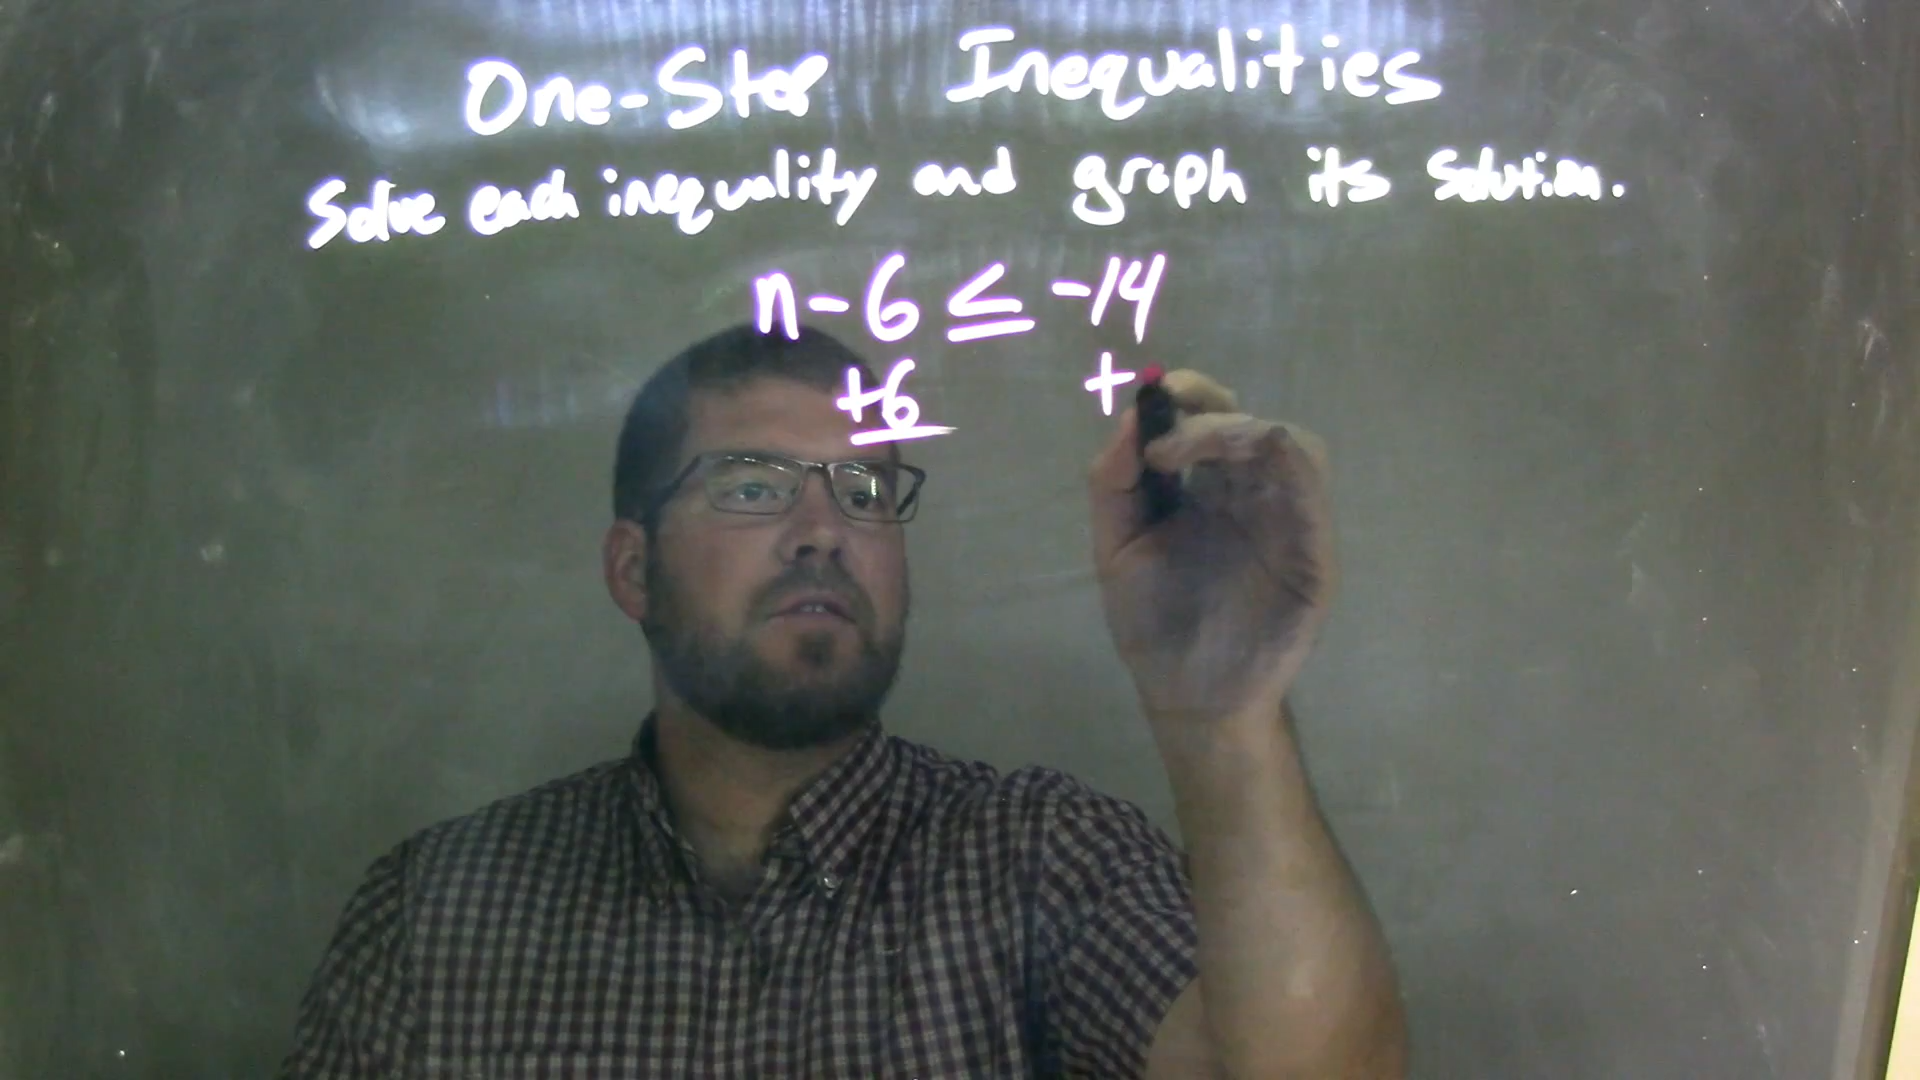 One-Step Inequalities
Solve each inequality and graph its solution.
n - 6 ≤ -14
+6 +